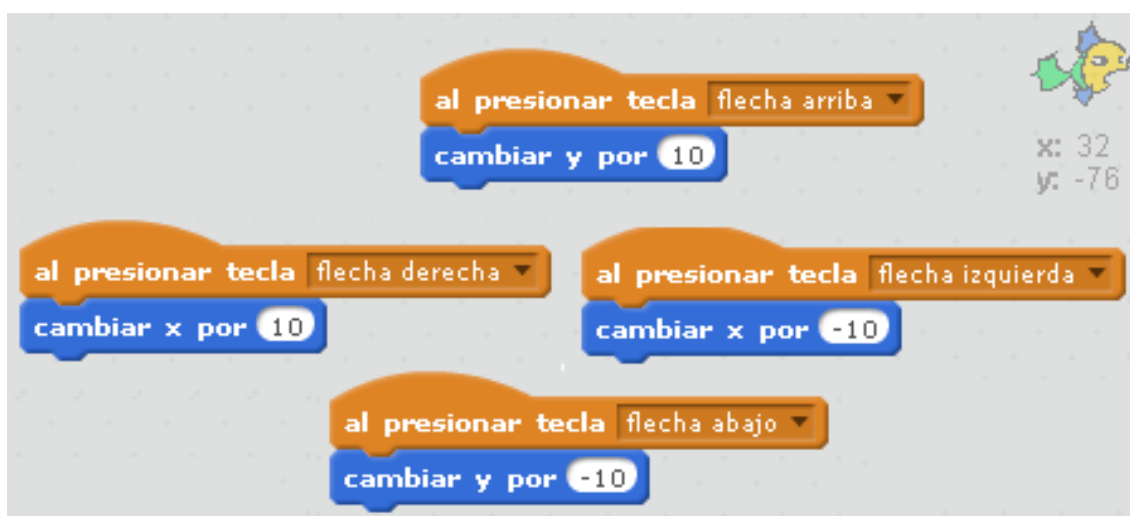 al presionar tecla flecha arriba
cambiar y por 10
x: 32
y: -76
al presionar tecla flecha derecha
cambiar x por 10
al presionar tecla flecha izquierda
cambiar x por -10
al presionar tecla flecha abajo
cambiar y por -10